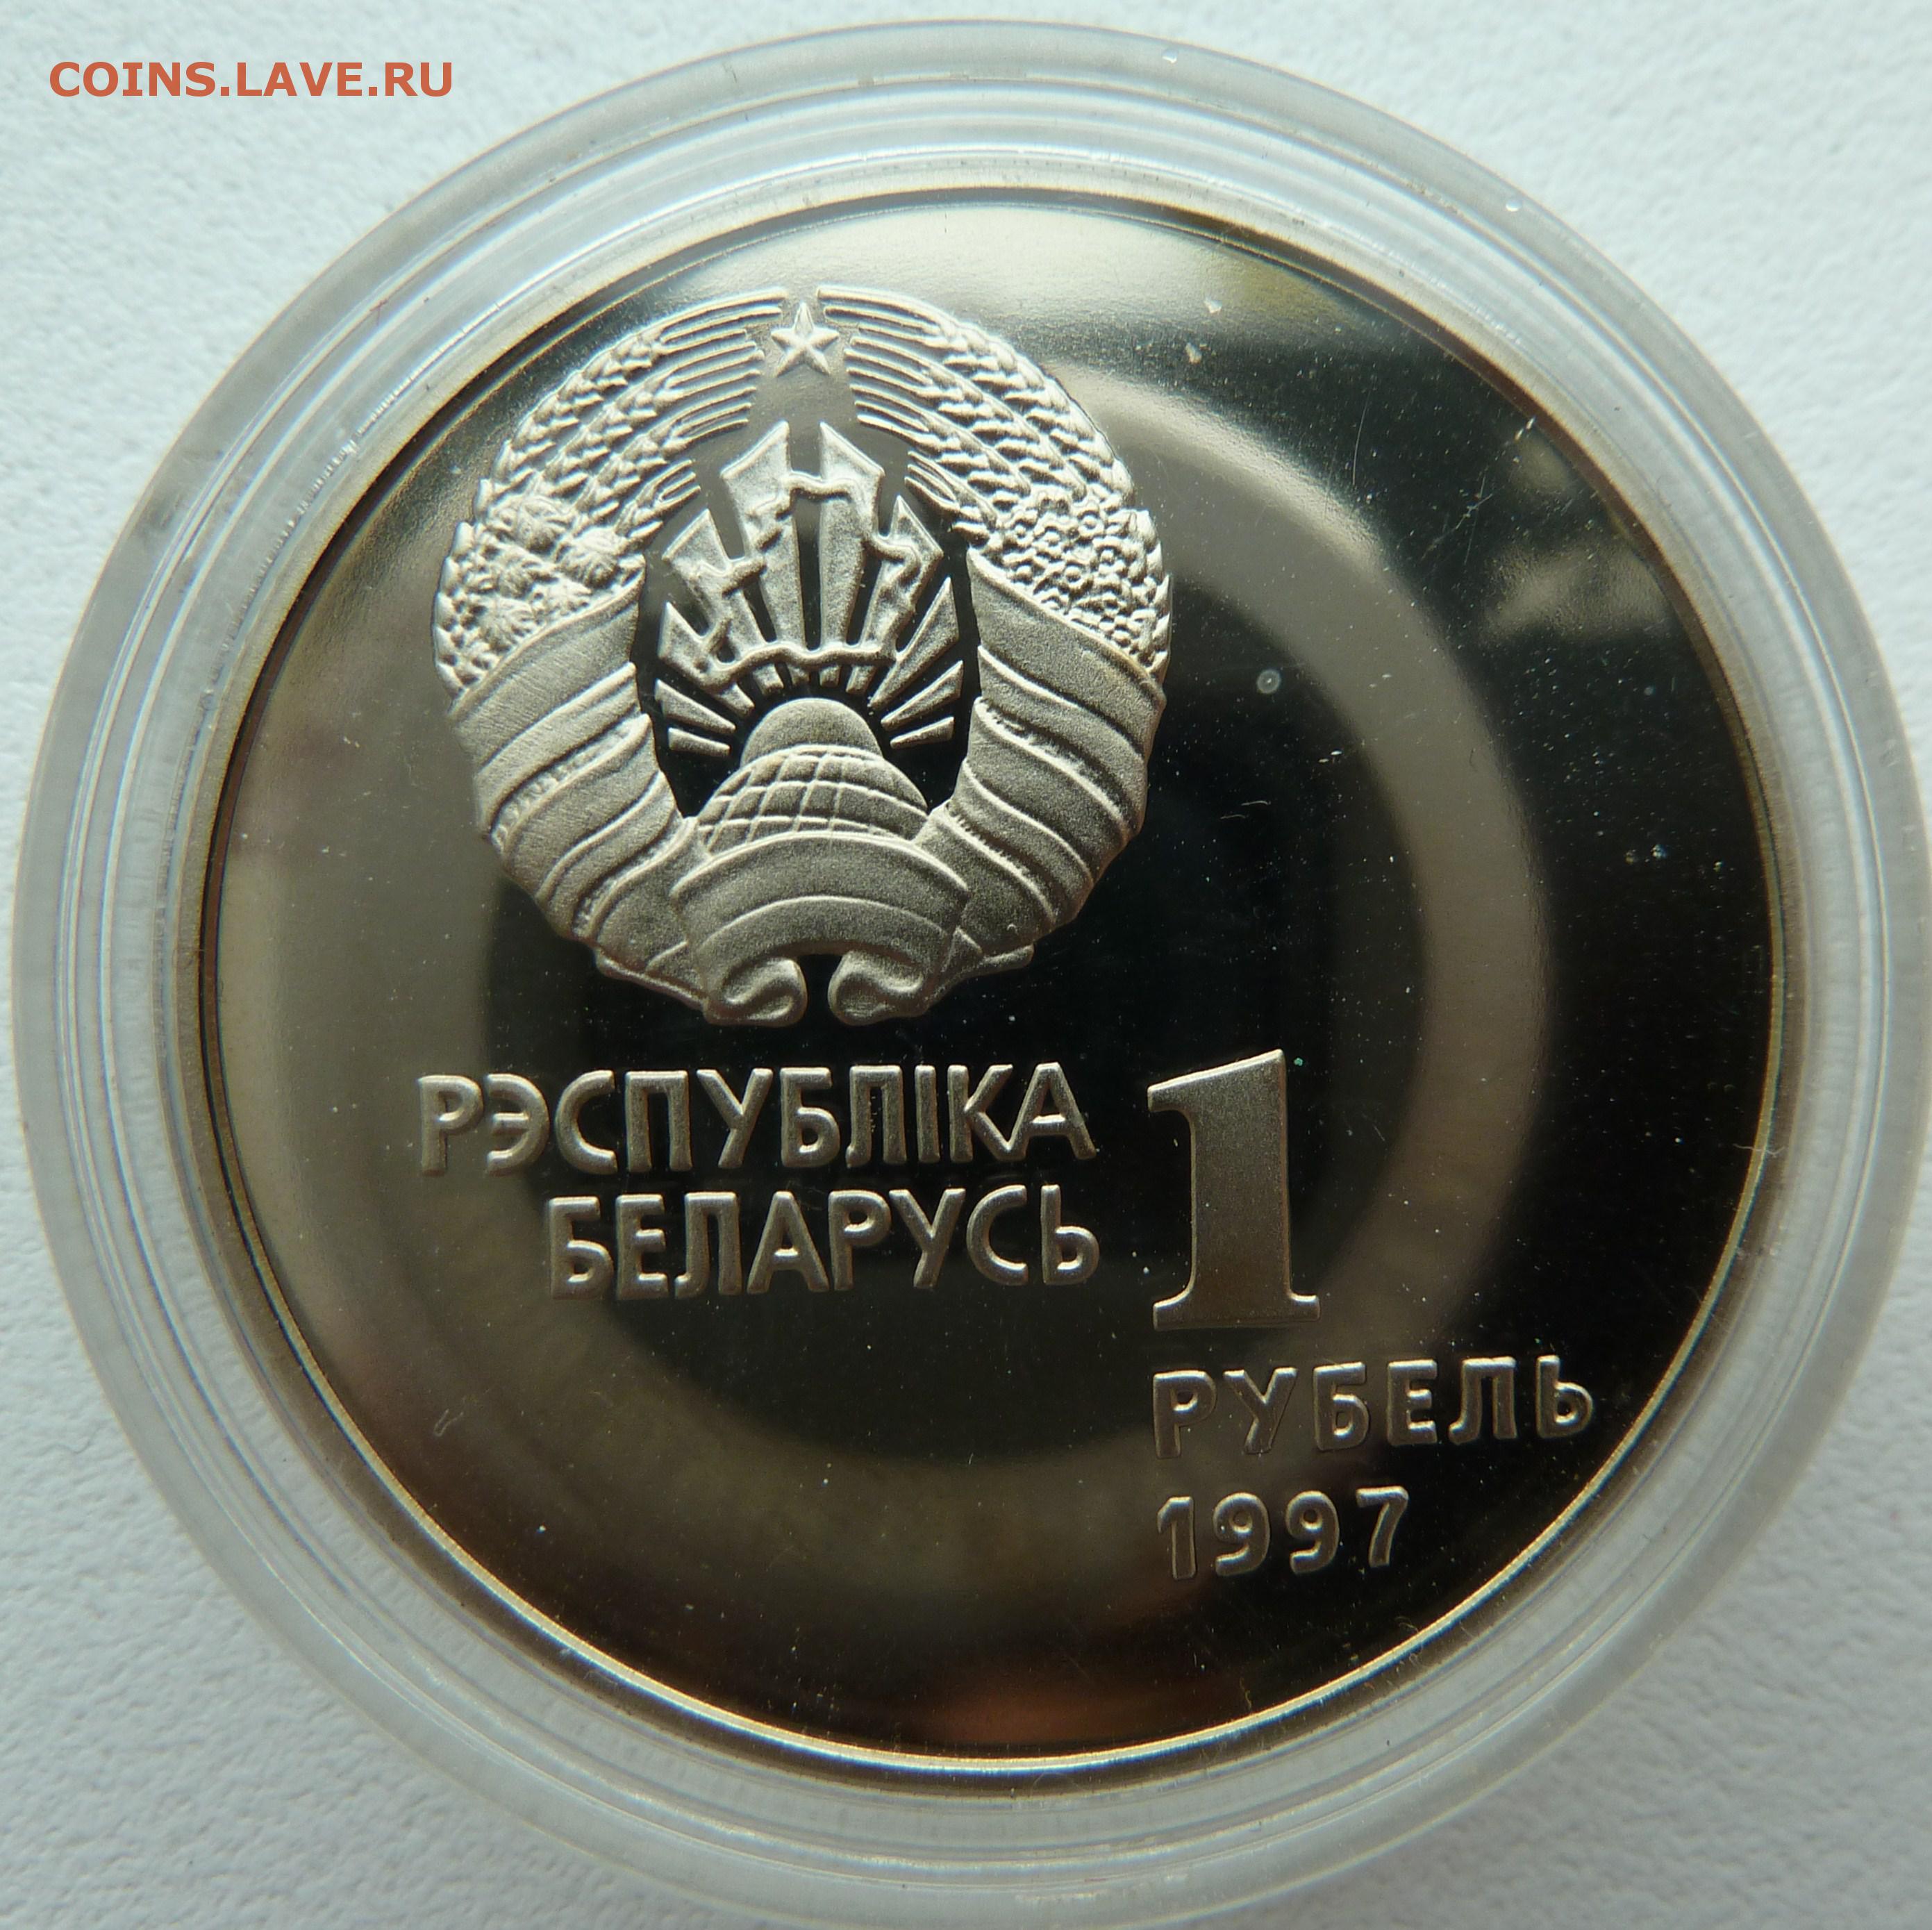 COINS.LAVE.RU
РЭСПУБЛІКА
БЕЛАРУСЬ
1
РУБЕЛЬ
1997